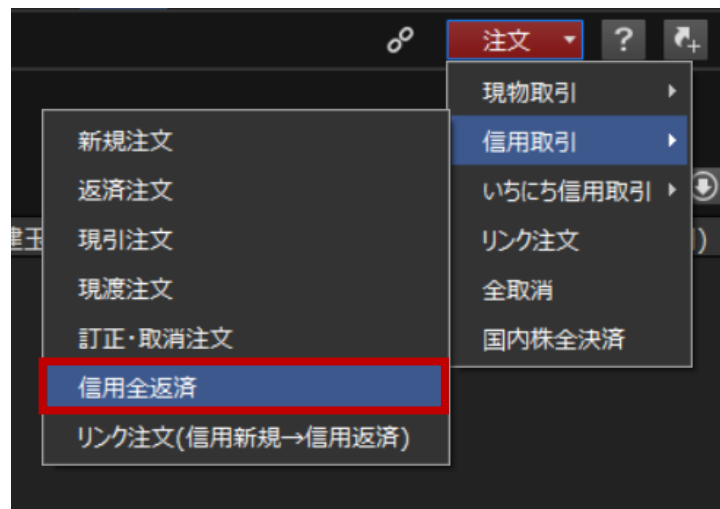 注文
?
現物取引
信用取引
いちにち信用取引
リンク注文
全取消
国内株全決済
新規注文
返済注文
現引注文
現渡注文
訂正・取消注文
信用全返済
リンク注文(信用新規→信用返済)
建玉
)